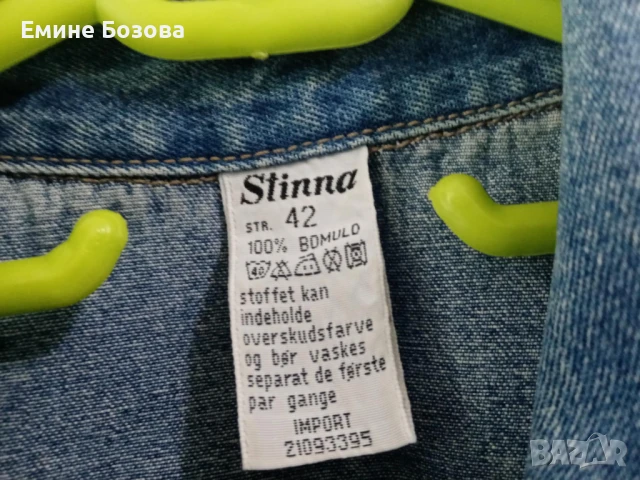 Емине Бозова
Stinna
STR. 42
100% BOMULD
40
stoffet kan
indeholde
overskudsfarve
og bør vaskes
separat de første
par gange
IMPORT
21093395
BAZAR